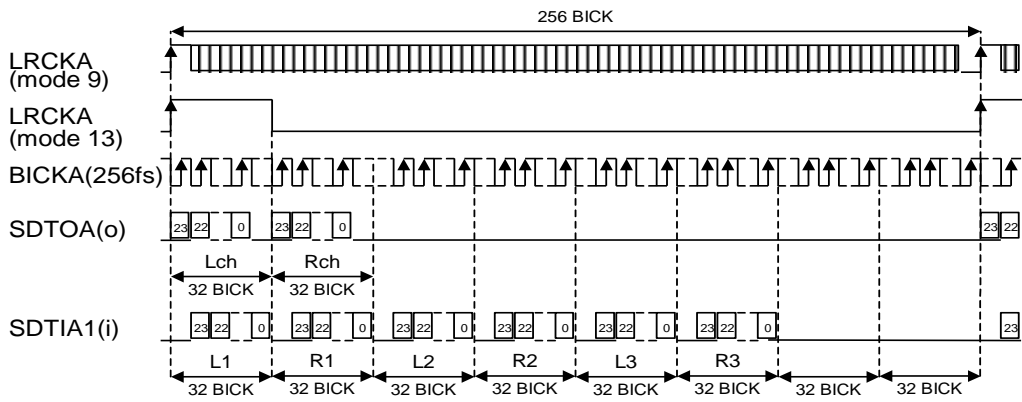 256 BICK
LRCKA
(mode 9)
LRCKA
(mode 13)
BICKA(256fs)
SDTOA(o)
23 22 0 23 22 0 23 22
Lch Rch
32 BICK 32 BICK
SDTIA1(i)
23 22 0 23 22 0 23 22 0 23 22 0 23 22 0 23 22 0 23
L1 R1 L2 R2 L3 R3
32 BICK 32 BICK 32 BICK 32 BICK 32 BICK 32 BICK 32 BICK 32 BICK